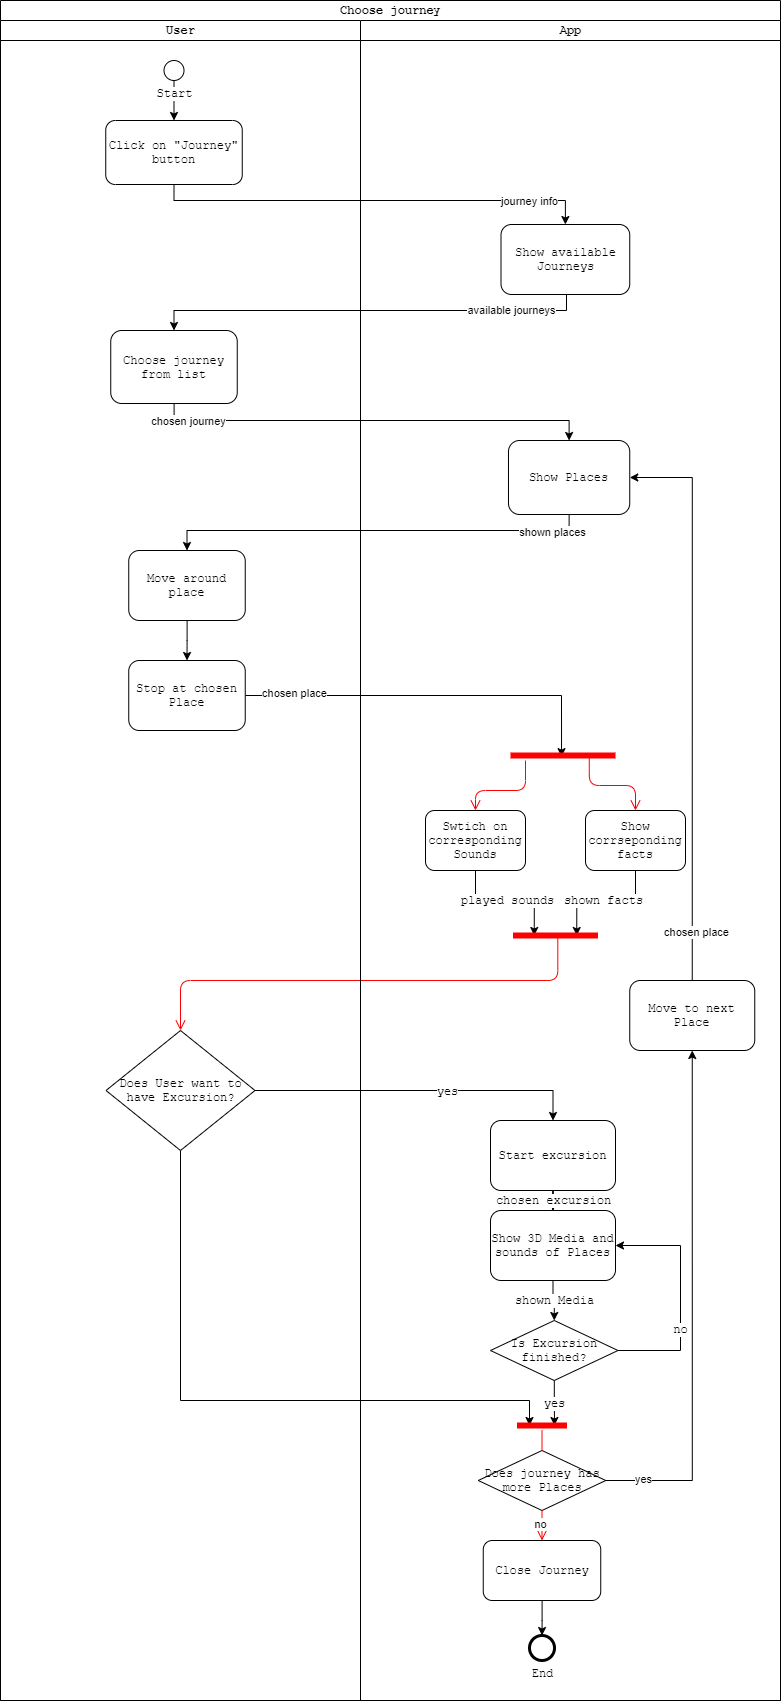 Choose journey
User
App
Start
Click on "Journey"
button
journey info
Show available
Journeys
available journeys
Choose journey
from list
chosen journey
Show Places
shown places
Move around
place
Stop at chosen
Place
chosen place
Swtich on
corresponding
Sounds
Show
corrseponding
facts
played sounds
shown facts
chosen place
Move to next
Place
Does User want to
have Excursion?
yes
Start excursion
chosen excursion
Show 3D Media and
sounds of Places
shown Media
no
Is Excursion
finished?
yes
Does journey has
more Places
yes
no
Close Journey
End